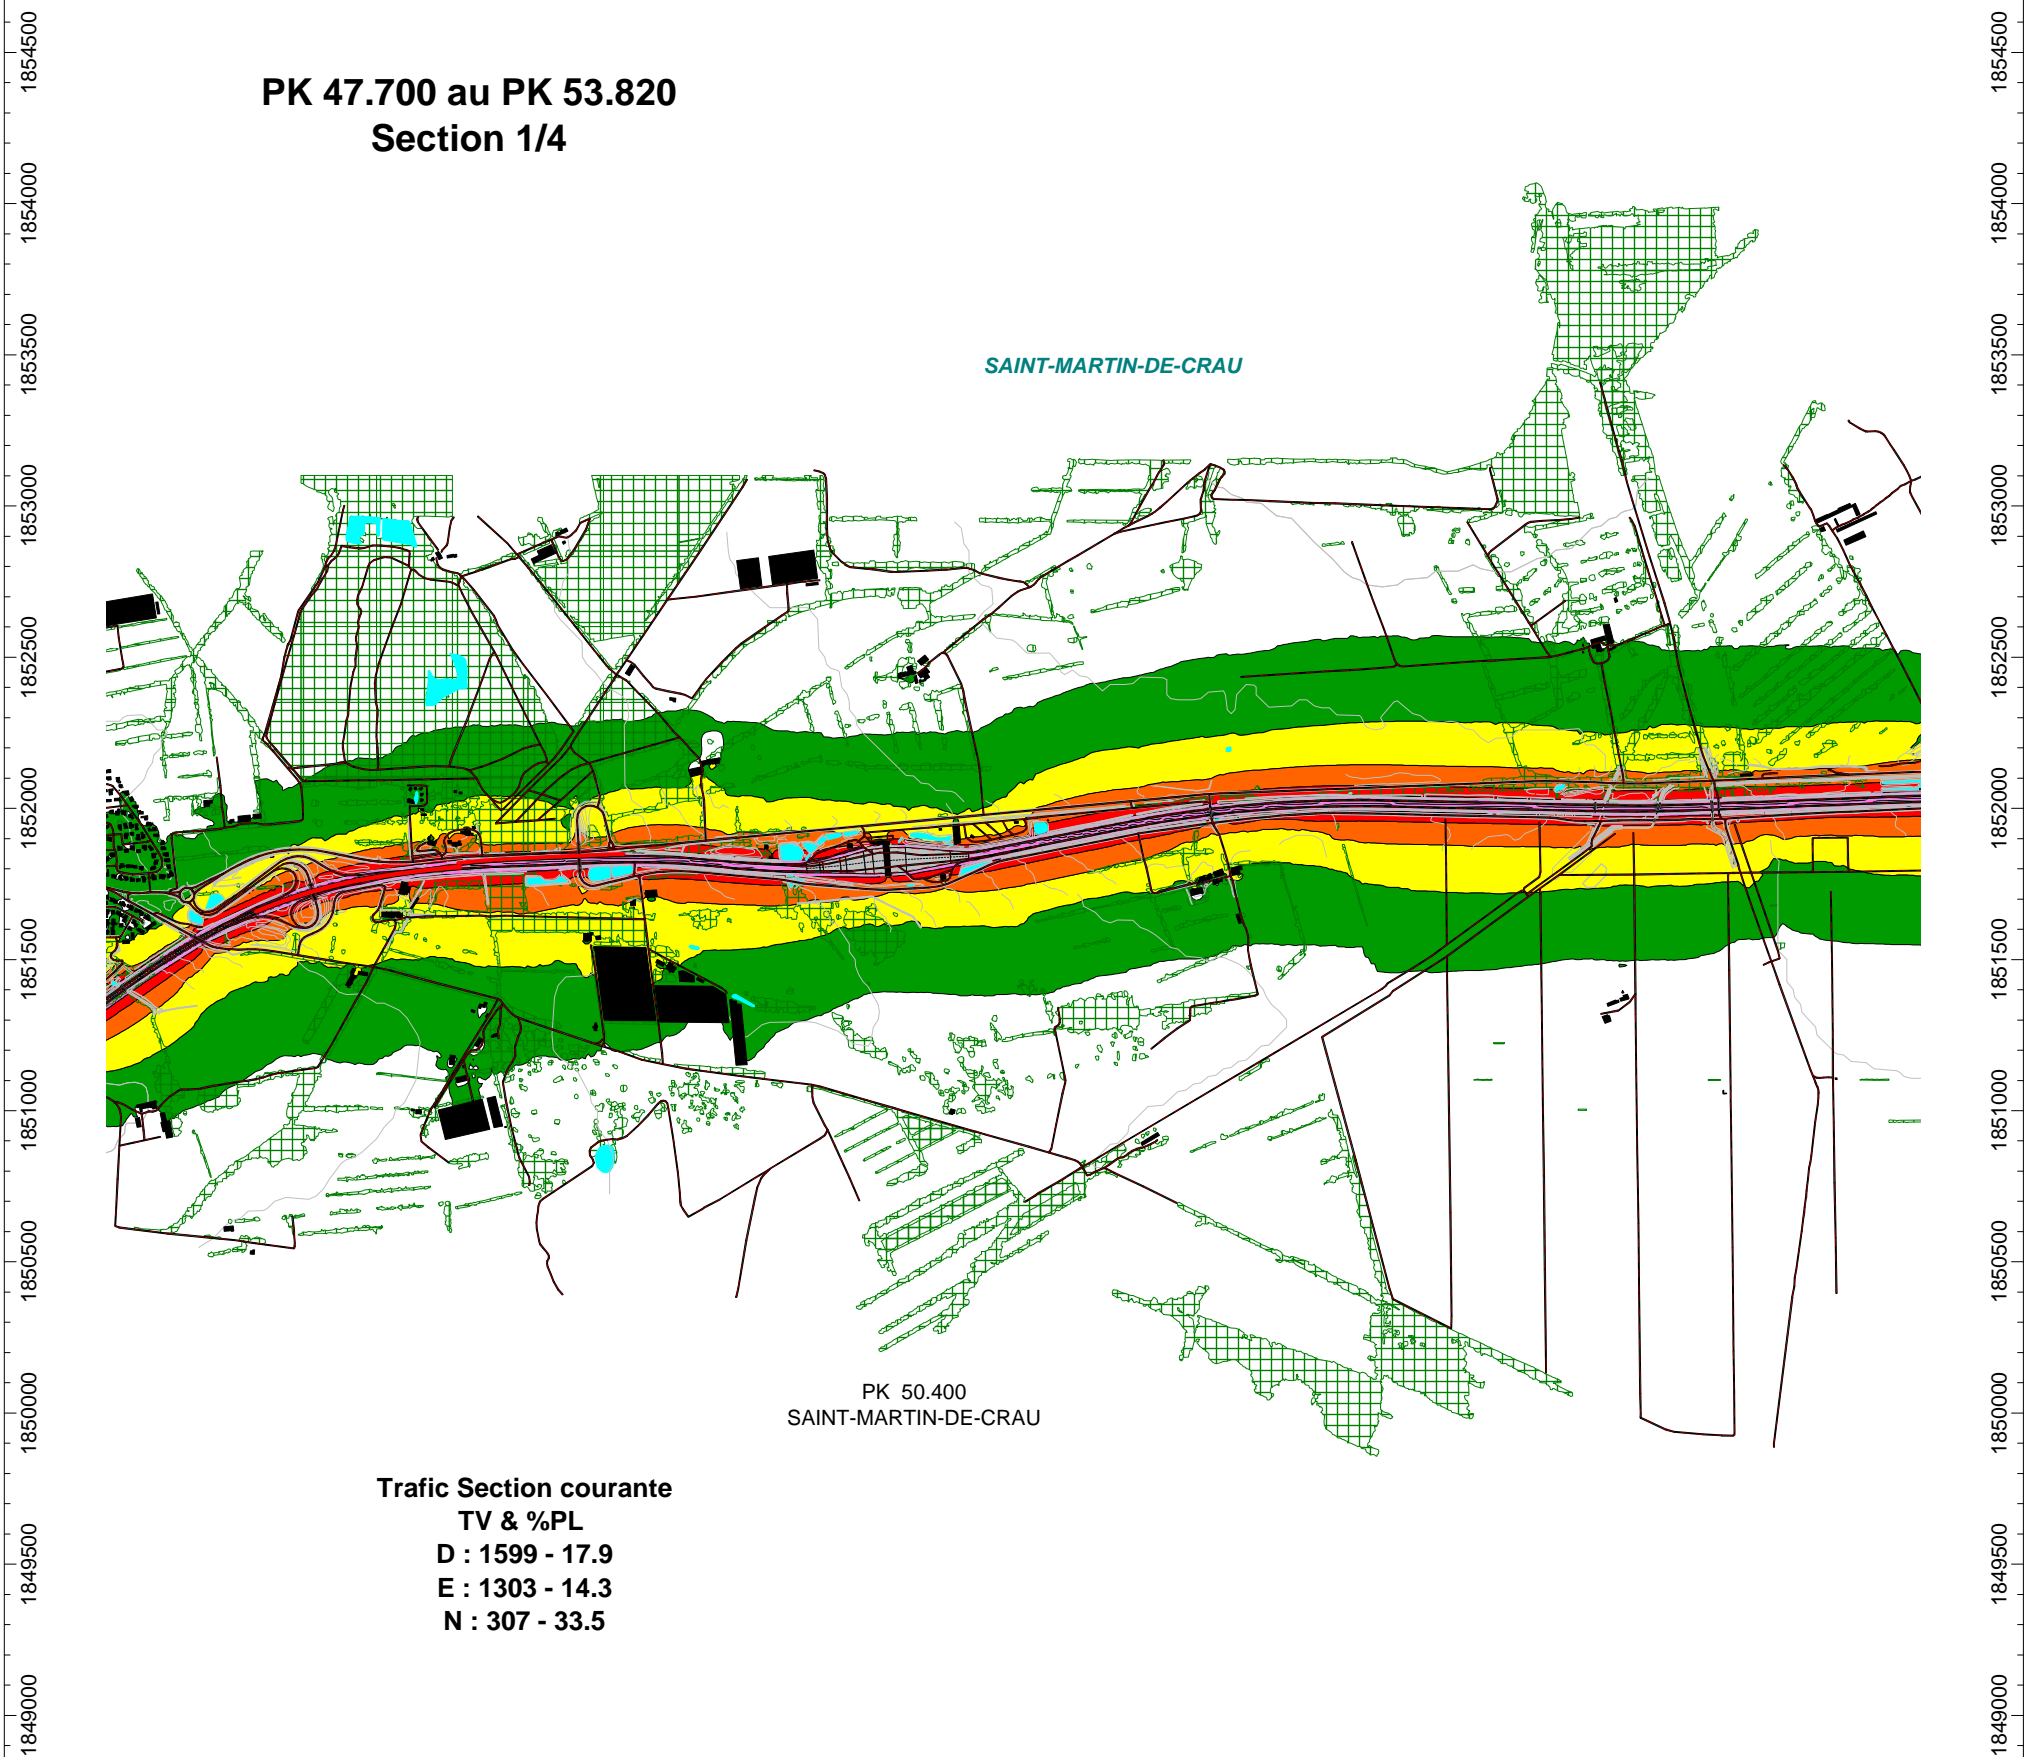 PK 47.700 au PK 53.820
Section 1/4
SAINT-MARTIN-DE-CRAU
PK 50.400
SAINT-MARTIN-DE-CRAU
Trafic Section courante
TV & %PL
D : 1599 - 17.9
E : 1303 - 14.3
N : 307 - 33.5
1854500
1854000
1853500
1853000
1852500
1852000
1851500
1851000
1850500
1850000
1849500
1849000
1854500
1854000
1853500
1853000
1852500
1852000
1851500
1851000
1850500
1850000
1849500
1849000